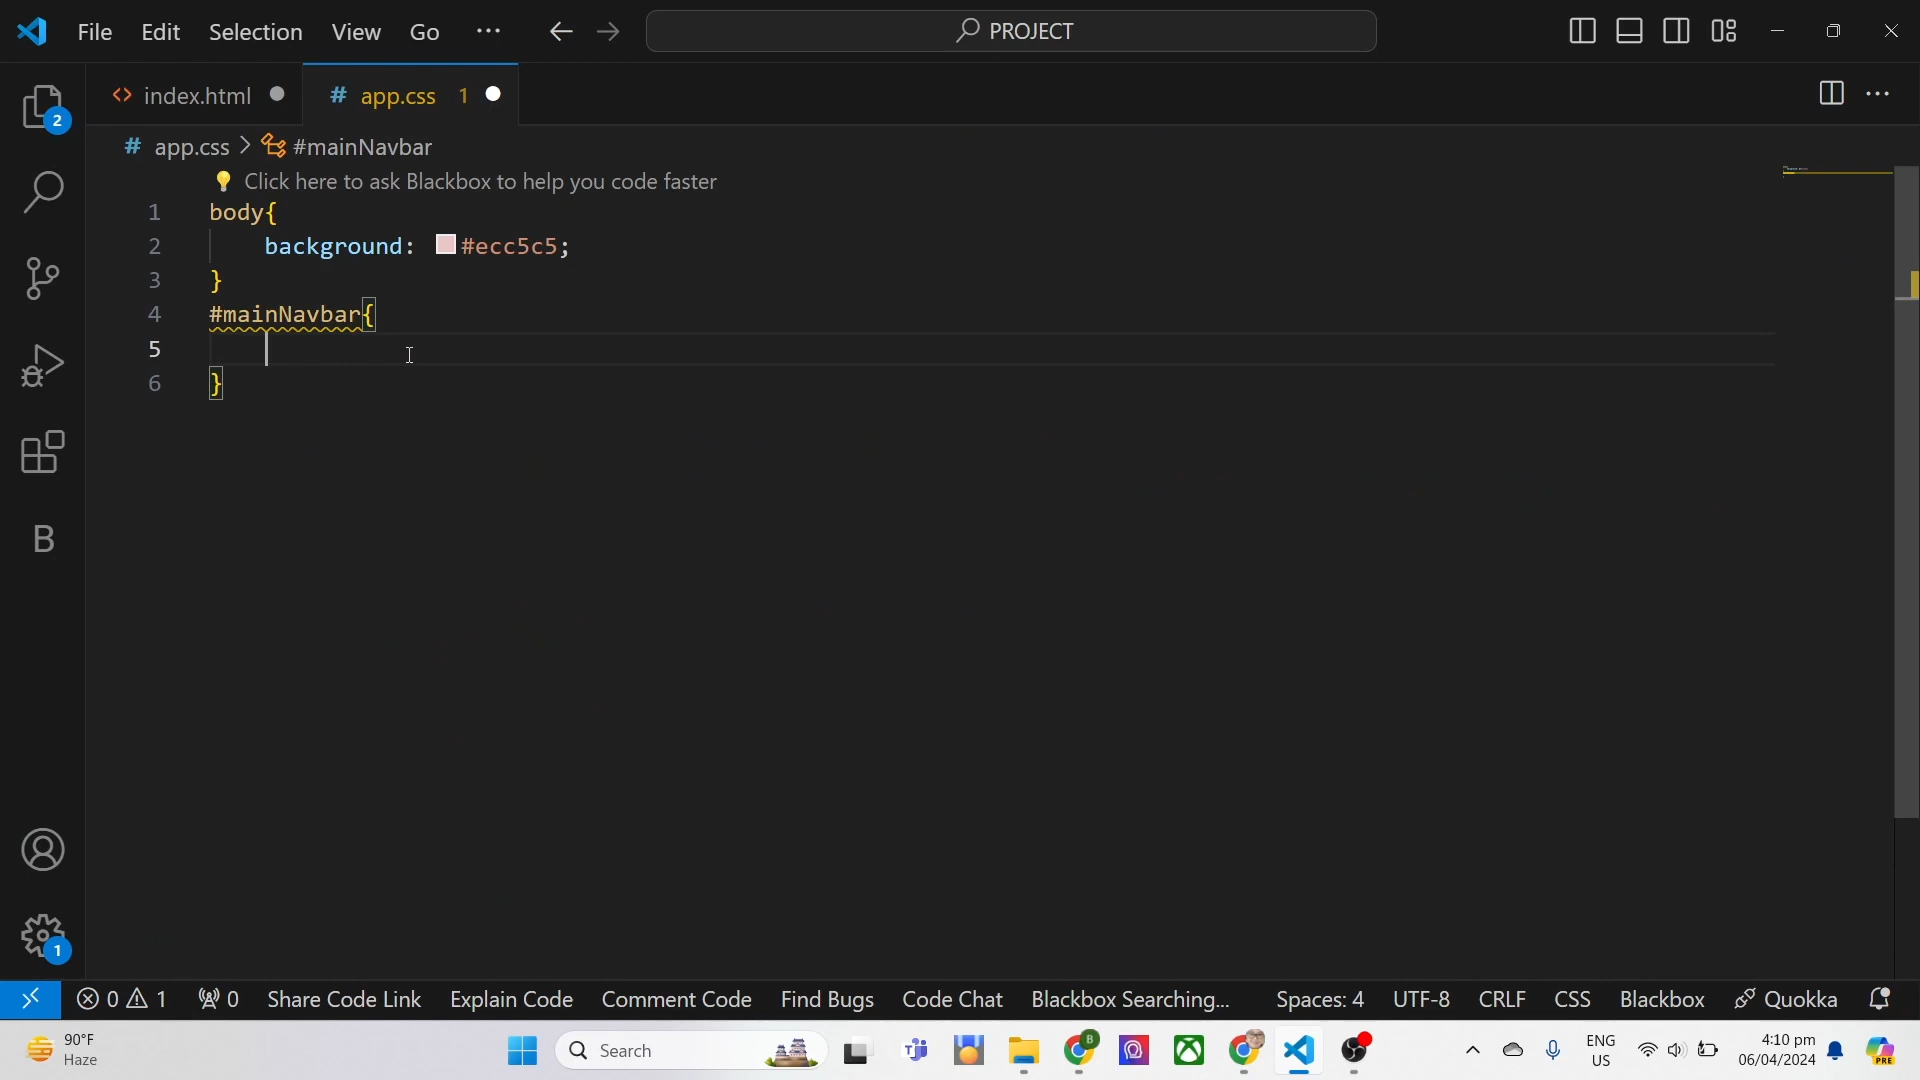 File Edit Selection View Go ··· PROJECT
index.html app.css 1
app.css > #mainNavbar
Click here to ask Blackbox to help you code faster
1 body{
2 background: #ecc5c5;
3 }
4 #mainNavbar{
5
6 }
2
B
1
0 1 0 Share Code Link Explain Code Comment Code Find Bugs Code Chat Blackbox Searching... Spaces: 4 UTF-8 CRLF CSS Blackbox Quokka
90°F
Haze
Search
B
ENG
US
4:10 pm
06/04/2024
PRE